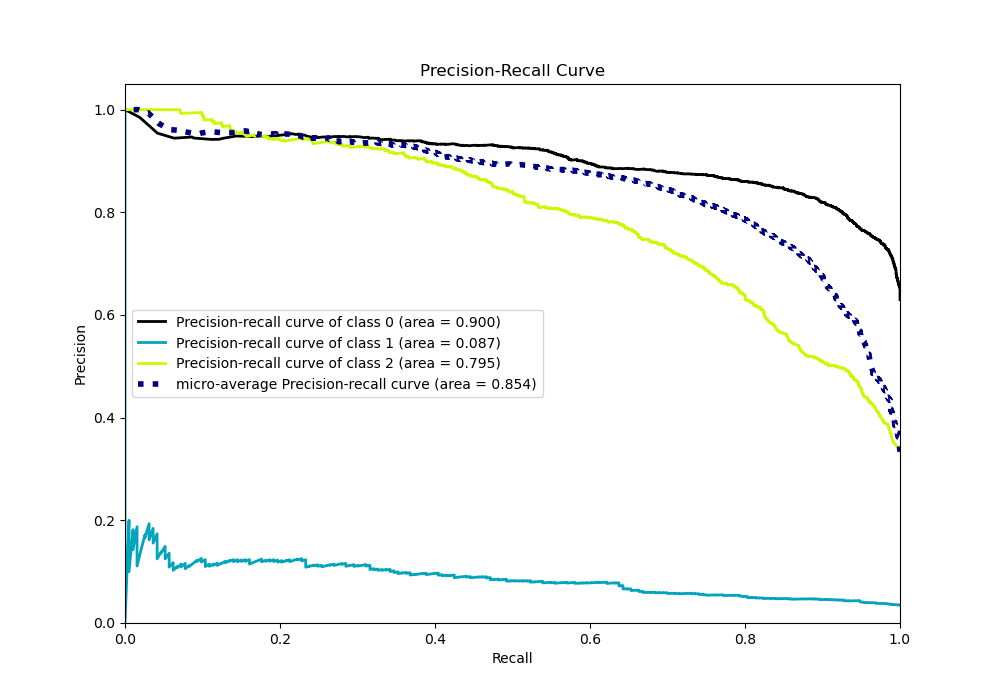 Precision-Recall Curve
1.0
0.8
0.6
0.4
0.2
0.0
Precision
Precision-recall curve of class 0 (area = 0.900)
Precision-recall curve of class 1 (area = 0.087)
Precision-recall curve of class 2 (area = 0.795)
micro-average Precision-recall curve (area = 0.854)
0.0 0.2 0.4 0.6 0.8 1.0
Recall